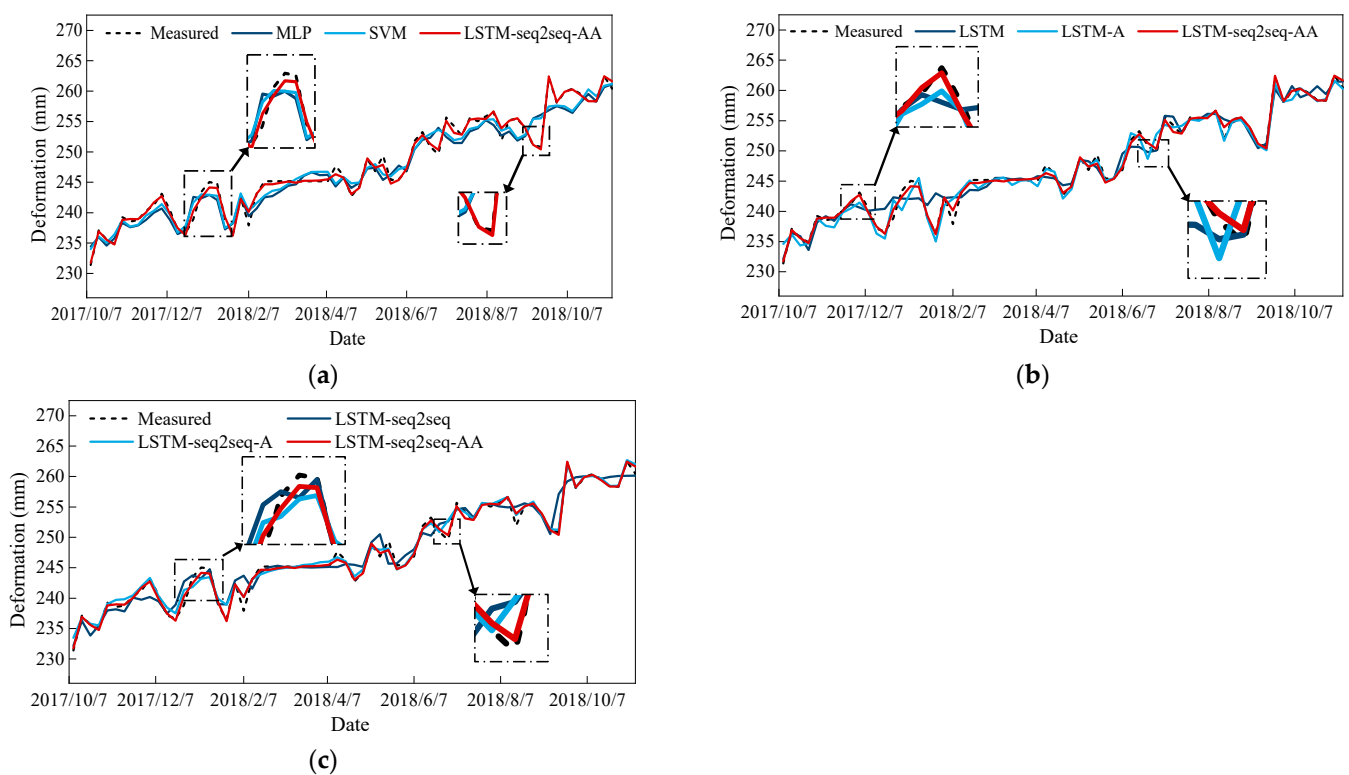 Measured MLP SVM LSTM-seq2seq-AA
270
265
260
255
250
245
240
235
230
Deformation (mm)
2017/10/7 2017/12/7 2018/2/7 2018/4/7 2018/6/7 2018/8/7 2018/10/7
Date
(a)
Measured LSTM LSTM-A LSTM-seq2seq-AA
270
265
260
255
250
245
240
235
230
Deformation (mm)
2017/10/7 2017/12/7 2018/2/7 2018/4/7 2018/6/7 2018/8/7 2018/10/7
Date
(b)
Measured LSTM-seq2seq
LSTM-seq2seq-A LSTM-seq2seq-AA
270
265
260
255
250
245
240
235
230
Deformation (mm)
2017/10/7 2017/12/7 2018/2/7 2018/4/7 2018/6/7 2018/8/7 2018/10/7
Date
(c)